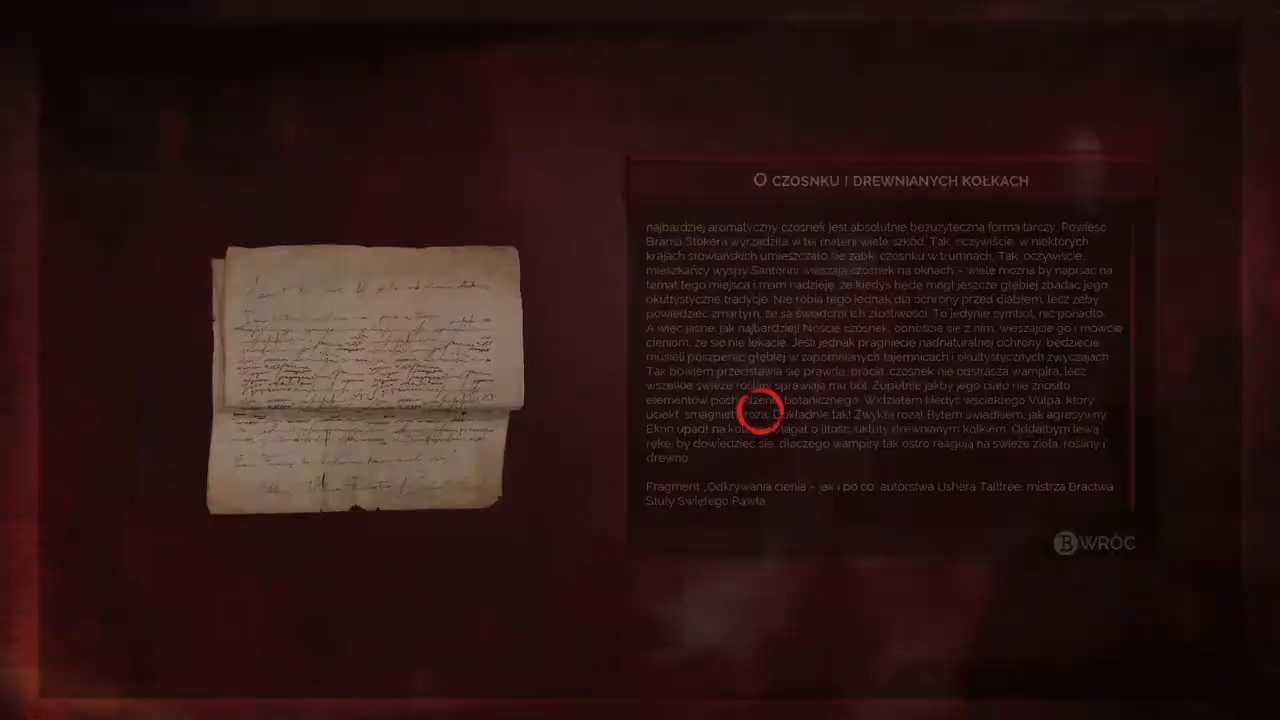 O CZOSNKU I DREWNIANYCH KOŁKACH
najbardziej aromatyczny czosnek jest absolutnie bezużyteczną formą tarczy. Powieść
Brama Stokera wyrządziła w tej materii wiele szkód. Tak, oczywiście, w niektórych
krajach słowiańskich umieszczało się ząbki czosnku w trumnach. Tak, oczywiście,
mieszkańcy wyspy Santorini wieszają czosnek na oknach – wiele można by napisać na
temat tego miejsca i mam nadzieję, że kiedyś będę mógł jeszcze głębiej zbadać jego
okultystyczne tradycje. Nie robią tego jednak dla ochrony przed diabłem, lecz żeby
powiedzieć zmarłym, że są świadomi ich złośliwości. To jedynie symbol, nic ponadto.
A więc jasne, jak najbardziej! Noście czosnek, obnoście się z nim, wieszajcie go i mówcie
cieniom, że się nie lękacie. Jeśli jednak pragniecie nadnaturalnej ochrony, będziecie
musieli poszperać głębiej w zapomnianych tajemnicach i okultystycznych zwyczajach.
Tak bowiem przedstawia się prawda, bracia: czosnek nie odstrasza wampira, lecz
wszelkie świeże rośliny sprawiają mu ból. Zupełnie jakby jego ciało nie znosiło
elementów pochodzenia botanicznego. Widziałem kiedyś wściekłego Vulpa, który
uciekł, smagnięty różą. Dokładnie tak! Zwykłą różą! Byłem świadkiem, jak agresywny
Ekon upadł na kolana i błagał o litość, ukłuty drewnianym kołkiem. Oddałbym lewą
rękę, by dowiedzieć się, dlaczego wampiry tak ostro reagują na świeże zioła, rośliny i
drewno.
Fragment „Odkrywania cienia – jak i po co" autorstwa Ushera Talltree, mistrza Bractwa
Stuły Świętego Pawła.
B WRÓĆ